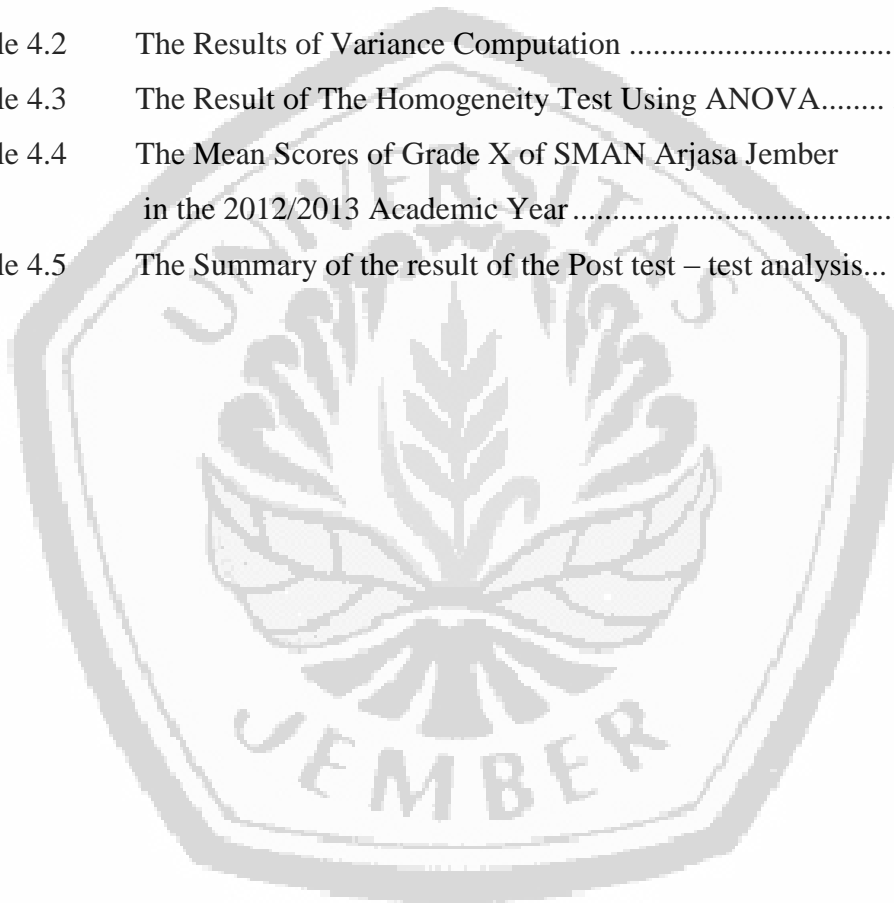 le 4.2 The Results of Variance Computation .................................
le 4.3 The Result of The Homogeneity Test Using ANOVA........
le 4.4 The Mean Scores of Grade X of SMAN Arjasa Jember
in the 2012/2013 Academic Year........................................
le 4.5 The Summary of the result of the Post test – test analysis...
UNIVERSITAS
JEMBER